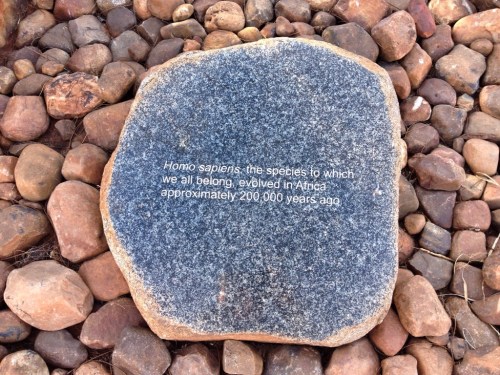 Homo sapiens, the species to which
we all belong, evolved in Africa
approximately 200,000 years ago